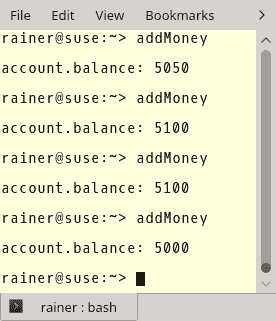 File Edit View Bookmarks
rainer@suse:~> addMoney
account.balance: 5050
rainer@suse:~> addMoney
account.balance: 5100
rainer@suse:~> addMoney
account.balance: 5100
rainer@suse:~> addMoney
account.balance: 5000
rainer@suse:~>
rainer : bash